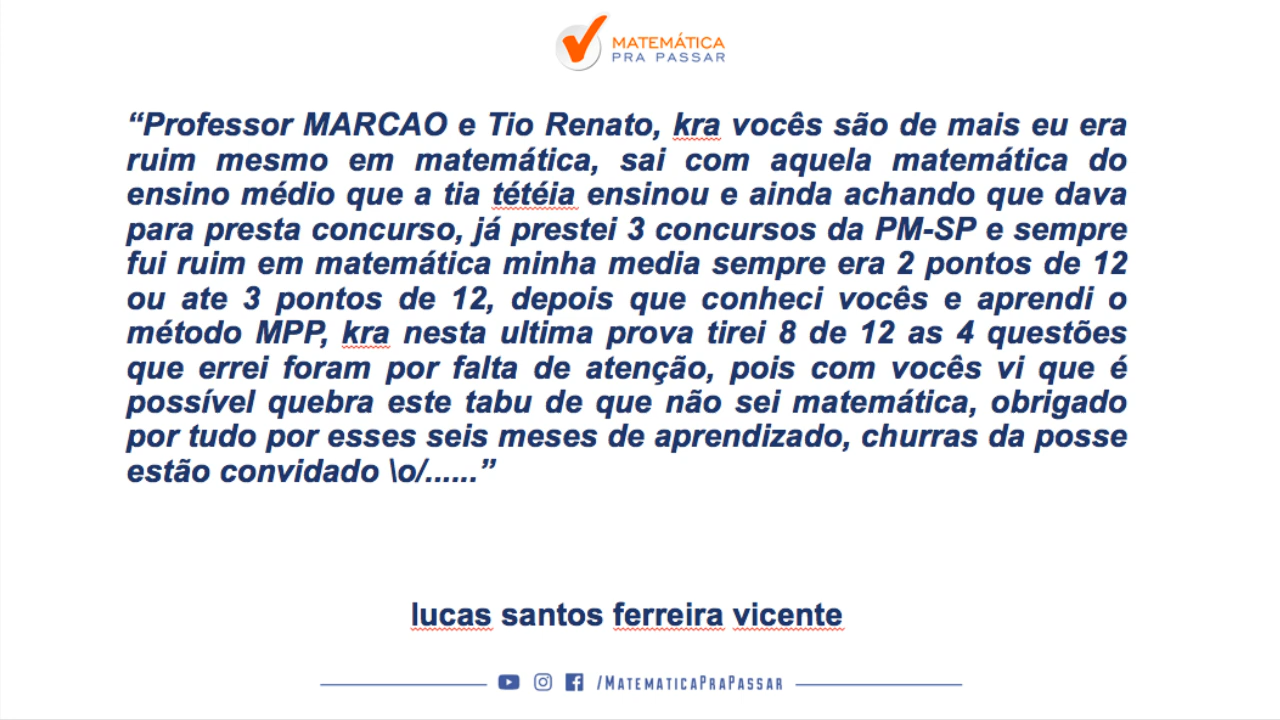 MATEMÁTICA
PRA PASSAR
“Professor MARCAO e Tio Renato, kra vocês são de mais eu era
ruim mesmo em matemática, sai com aquela matemática do
ensino médio que a tia tétéia ensinou e ainda achando que dava
para presta concurso, já prestei 3 concursos da PM-SP e sempre
fui ruim em matemática minha media sempre era 2 pontos de 12
ou ate 3 pontos de 12, depois que conheci vocês e aprendi o
método MPP, kra nesta ultima prova tirei 8 de 12 as 4 questões
que errei foram por falta de atenção, pois com vocês vi que é
possível quebra este tabu de que não sei matemática, obrigado
por tudo por esses seis meses de aprendizado, churras da posse
estão convidado \o/......”
lucas santos ferreira vicente
/MATEMATICAPRAPASSAR